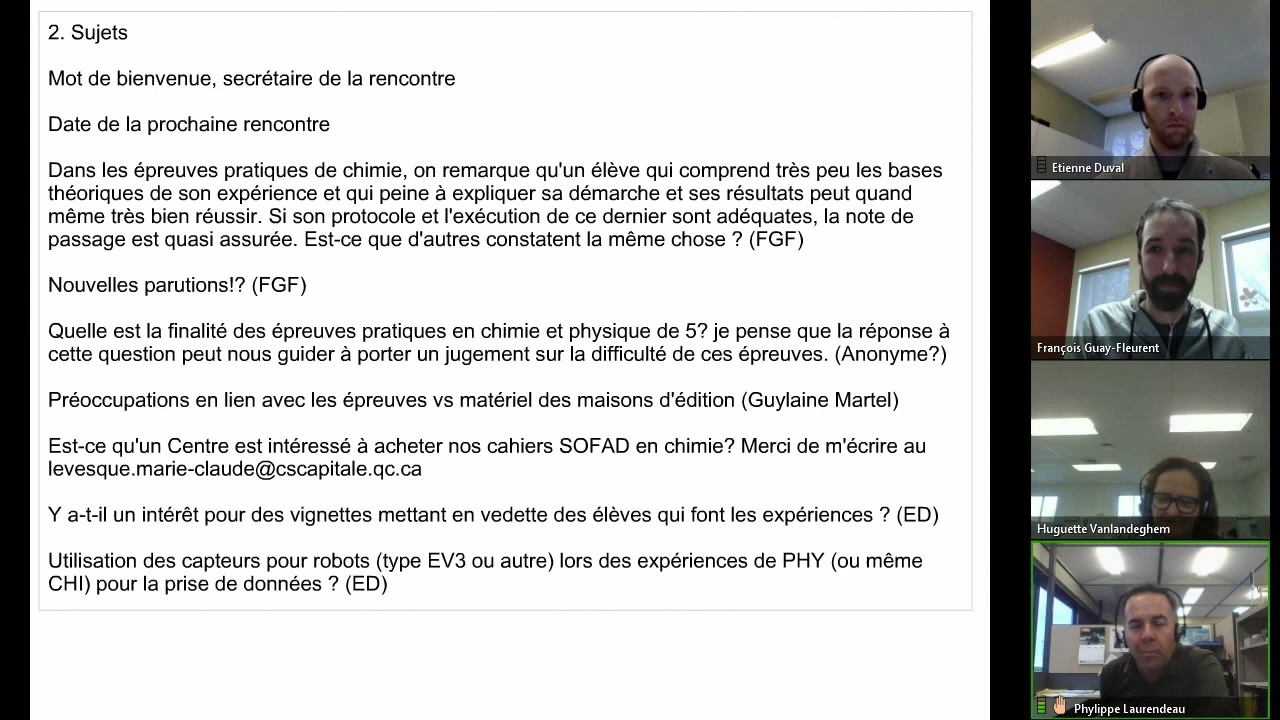 2. Sujets
Mot de bienvenue, secrétaire de la rencontre
Date de la prochaine rencontre
Dans les épreuves pratiques de chimie, on remarque qu'un élève qui comprend très peu les bases
théoriques de son expérience et qui peine à expliquer sa démarche et ses résultats peut quand
même très bien réussir. Si son protocole et l'exécution de ce dernier sont adéquates, la note de
passage est quasi assurée. Est-ce que d'autres constatent la même chose ? (FGF)
Nouvelles parutions!? (FGF)
Quelle est la finalité des épreuves pratiques en chimie et physique de 5? je pense que la réponse à
cette question peut nous guider à porter un jugement sur la difficulté de ces épreuves. (Anonyme?)
Préoccupations en lien avec les épreuves vs matériel des maisons d'édition (Guylaine Martel)
Est-ce qu'un Centre est intéressé à acheter nos cahiers SOFAD en chimie? Merci de m'écrire au
levesque.marie-claude@cscapitale.qc.ca
Y a-t-il un intérêt pour des vignettes mettant en vedette des élèves qui font les expériences ? (ED)
Utilisation des capteurs pour robots (type EV3 ou autre) lors des expériences de PHY (ou même
CHI) pour la prise de données ? (ED)
Etienne Duval
François Guay-Fleurent
Huguette Vanlandeghem
Phylippe Laurendeau